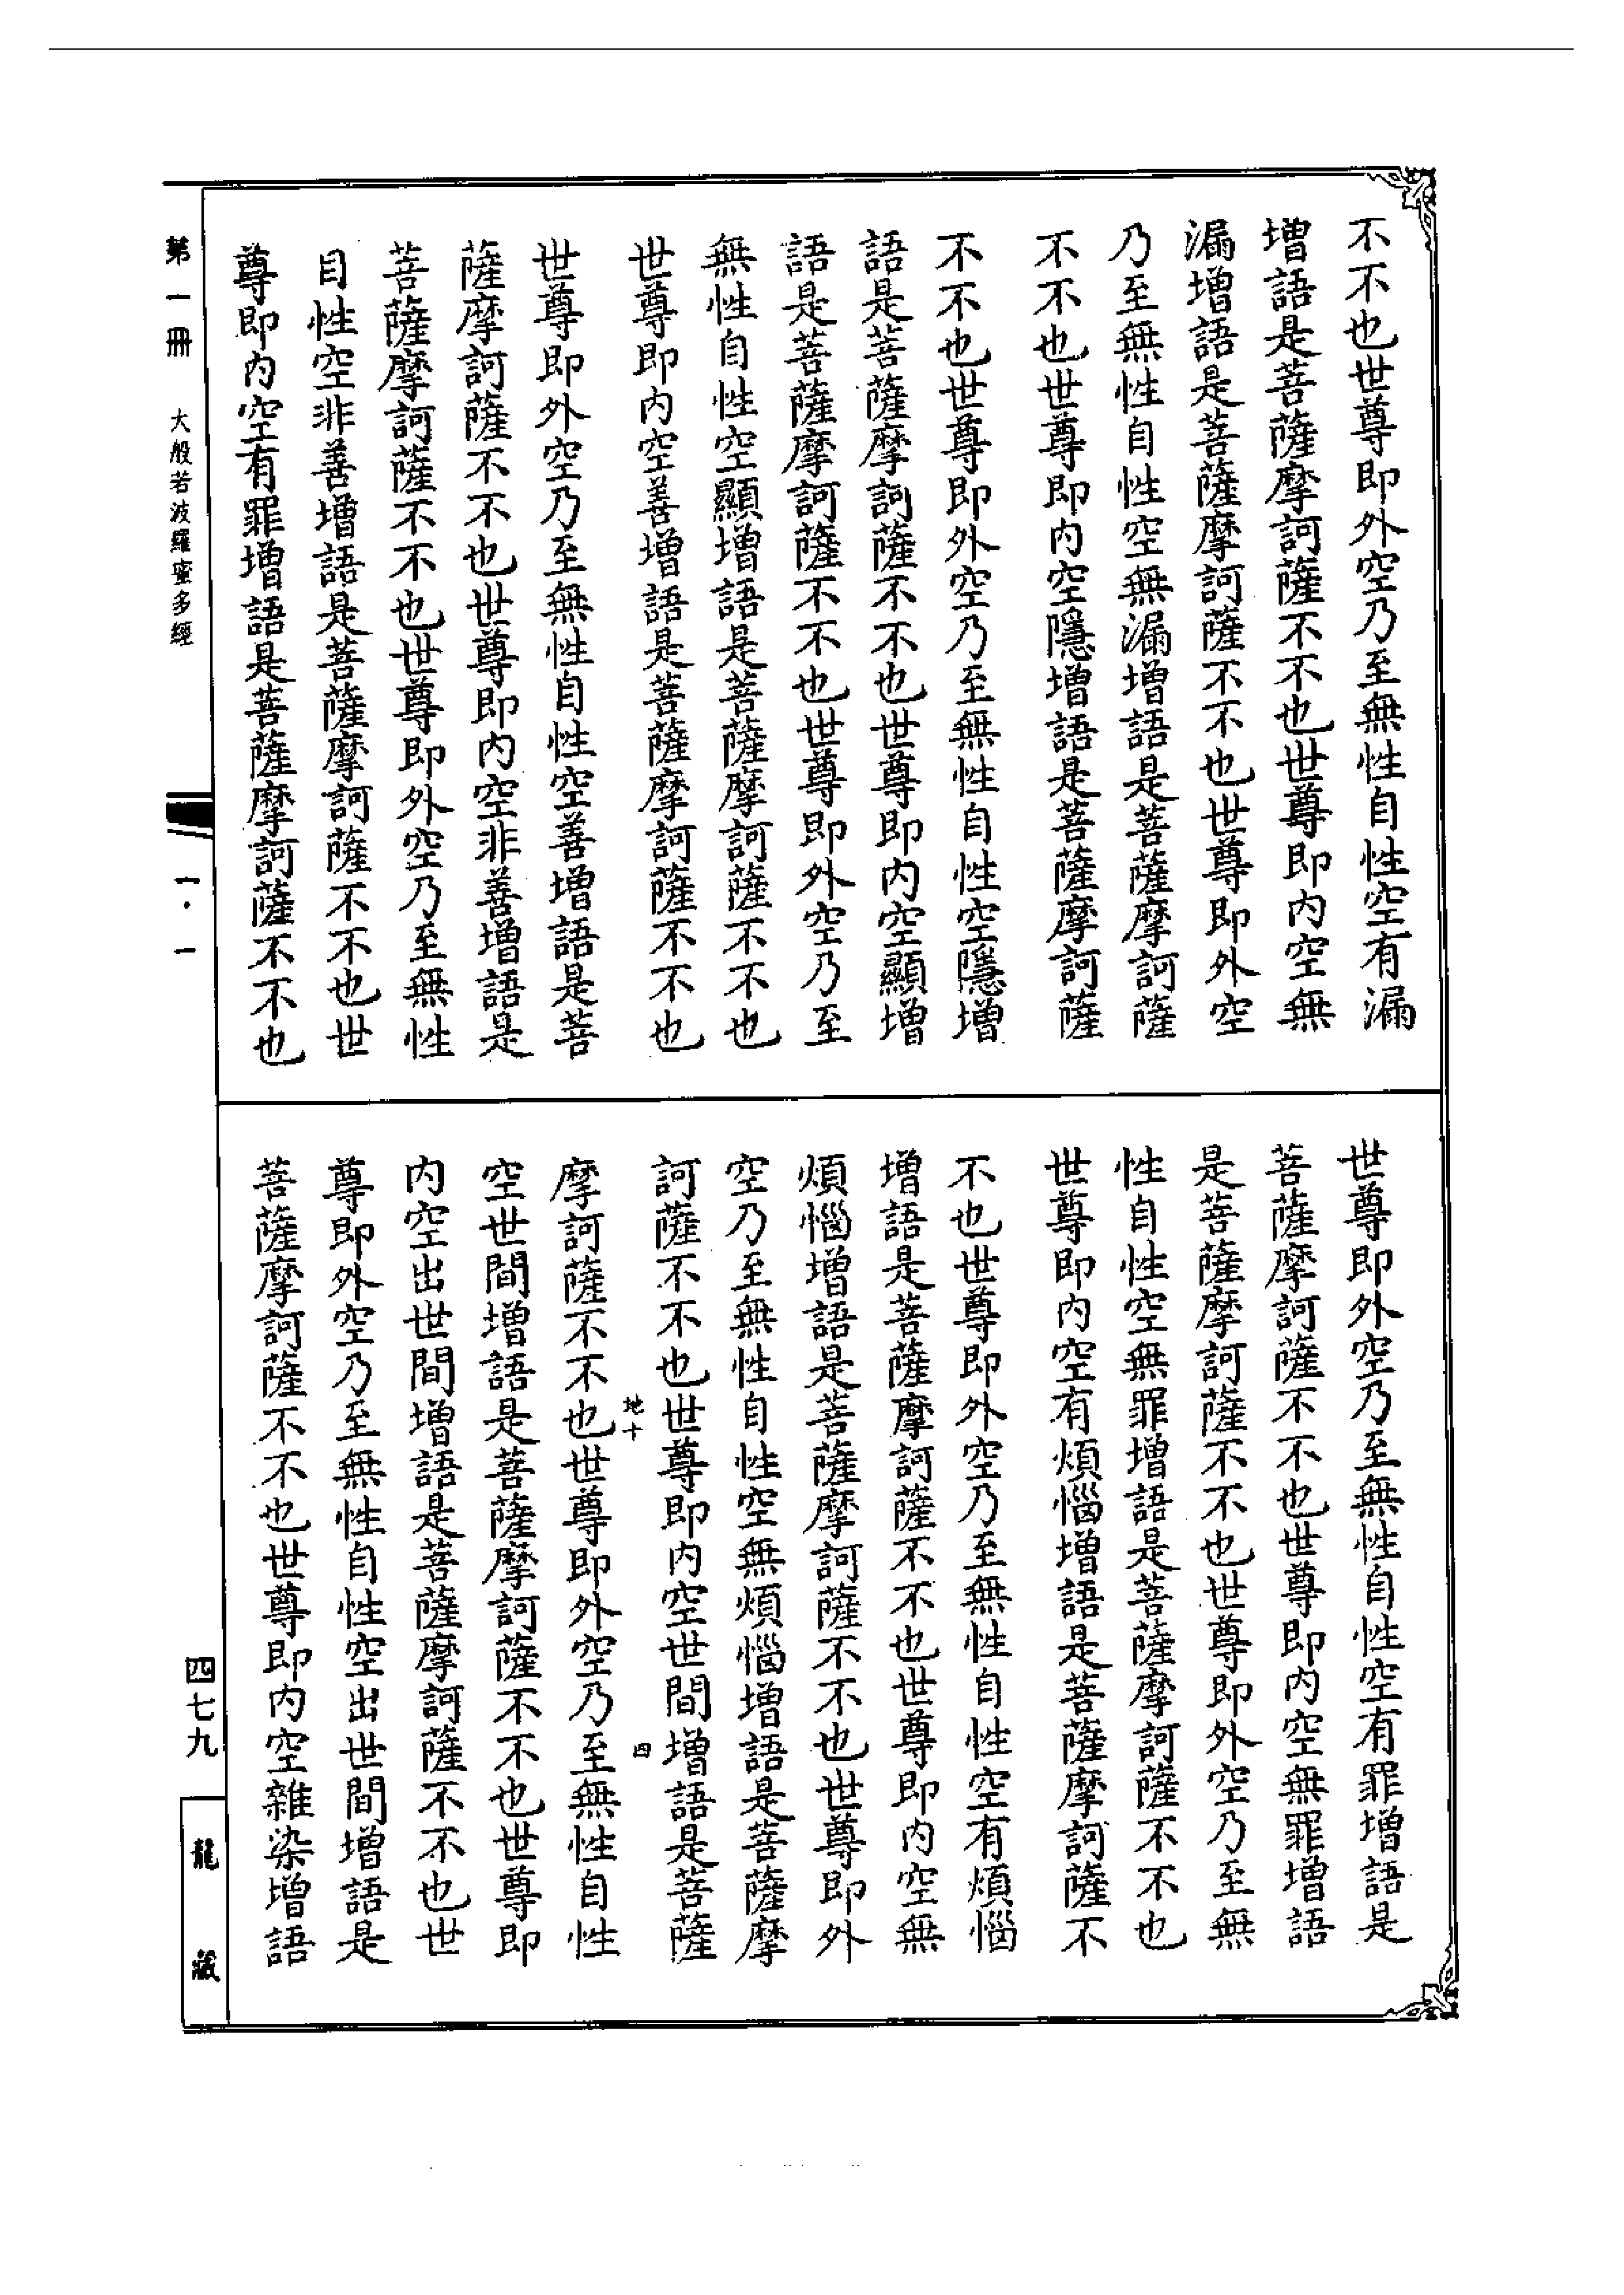 不不也世尊即外空乃至無性自性空有漏
增語是菩薩摩訶薩不不也世尊即內空無
漏增語是菩薩摩訶薩不不也世尊即外空
乃至無性自性空無漏增語是菩薩摩訶薩
不不也世尊即內空隱增語是菩薩摩訶薩
不不也世尊即外空乃至無性自性空隱增
語是菩薩摩訶薩不不也世尊即內空顯增
語是菩薩摩訶薩不不也世尊即外空乃至
無性自性空顯增語是菩薩摩訶薩不不也
世尊即內空善增語是菩薩摩訶薩不不也
世尊即外空乃至無性自性空善增語是菩
薩摩訶薩不不也世尊即內空非善增語是
菩薩摩訶薩不不也世尊即外空乃至無性
自性空非善增語是菩薩摩訶薩不不也世
尊即內空有罪增語是菩薩摩訶薩不不也
世尊即外空乃至無性自性空有罪增語是
菩薩摩訶薩不不也世尊即內空無罪增語
是菩薩摩訶薩不不也世尊即外空乃至無
性自性空無罪增語是菩薩摩訶薩不不也
世尊即內空有煩惱增語是菩薩摩訶薩不
不也世尊即外空乃至無性自性空有煩惱
增語是菩薩摩訶薩不不也世尊即內空無
煩惱增語是菩薩摩訶薩不不也世尊即外
空乃至無性自性空無煩惱增語是菩薩摩
訶薩不不也世尊即內空世間增語是菩薩
地十 四
摩訶薩不不也世尊即外空乃至無性自性
空世間增語是菩薩摩訶薩不不也世尊即
內空出世間增語是菩薩摩訶薩不不也世
尊即外空乃至無性自性空出世間增語是
菩薩摩訶薩不不也世尊即內空雜染增語
第一冊 大般若波羅蜜多經
一·一
四七九
龍藏